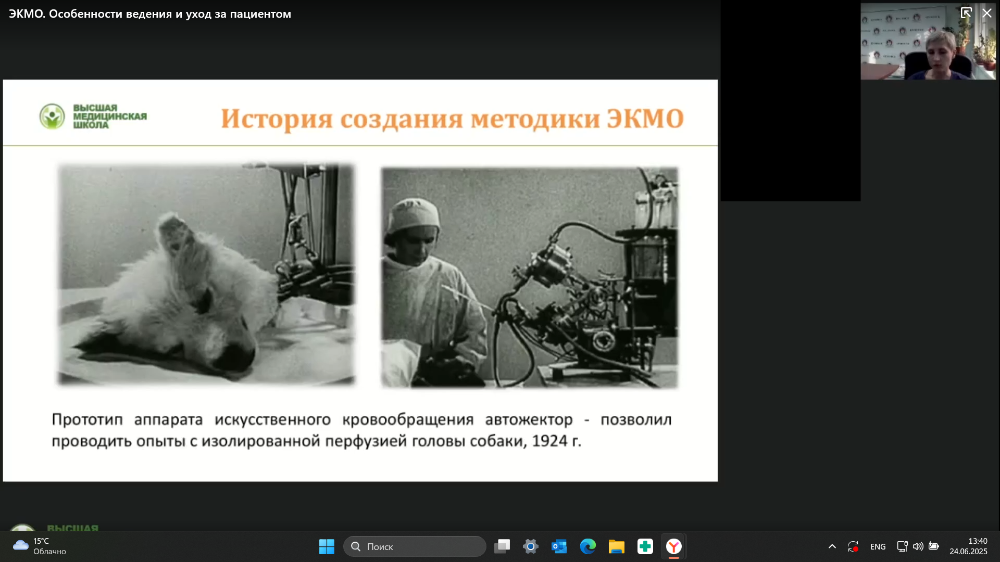 ЭКМО. Особенности ведения и уход за пациентом
ВЫСШАЯ
МЕДИЦИНСКАЯ
ШКОЛА
История создания методики ЭКМО
Прототип аппарата искусственного кровообращения автожектор - позволил
проводить опыты с изолированной перфузией головы собаки, 1924 г.
ВЫСШАЯ
15°C
Облачно
Поиск
ENG
13:40
24.06.2025